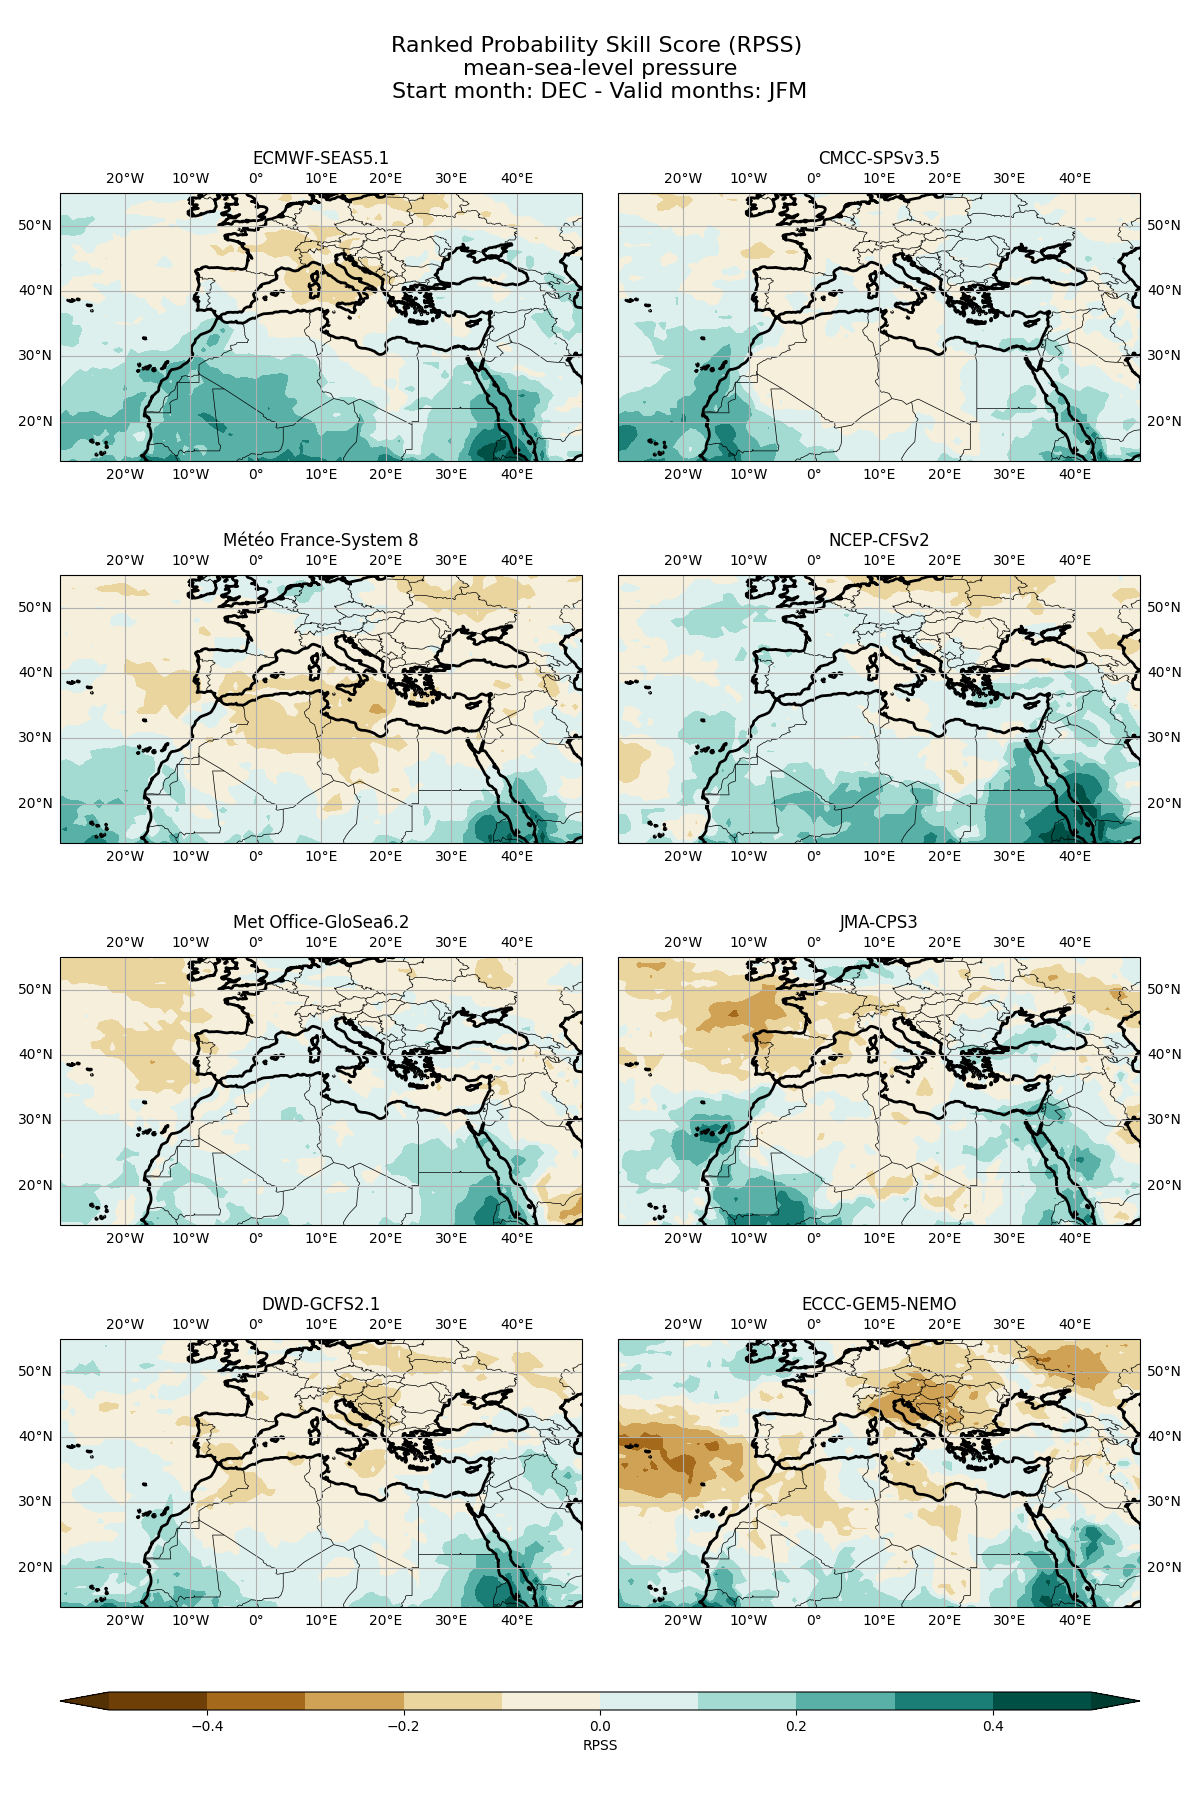 Ranked Probability Skill Score (RPSS)
mean-sea-level pressure
Start month: DEC - Valid months: JFM
ECMWF-SEAS5.1 CMCC-SPSv3.5
20°W 10°W 0° 10°E 20°E 30°E 40°E 20°W 10°W 0° 10°E 20°E 30°E 40°E
50°N 50°N
40°N 40°N
30°N 30°N
20°N 20°N
20°W 10°W 0° 10°E 20°E 30°E 40°E 20°W 10°W 0° 10°E 20°E 30°E 40°E
Météo France-System 8 NCEP-CFSv2
20°W 10°W 0° 10°E 20°E 30°E 40°E 20°W 10°W 0° 10°E 20°E 30°E 40°E
50°N 50°N
40°N 40°N
30°N 30°N
20°N 20°N
20°W 10°W 0° 10°E 20°E 30°E 40°E 20°W 10°W 0° 10°E 20°E 30°E 40°E
Met Office-GloSea6.2 JMA-CPS3
20°W 10°W 0° 10°E 20°E 30°E 40°E 20°W 10°W 0° 10°E 20°E 30°E 40°E
50°N 50°N
40°N 40°N
30°N 30°N
20°N 20°N
20°W 10°W 0° 10°E 20°E 30°E 40°E 20°W 10°W 0° 10°E 20°E 30°E 40°E
DWD-GCFS2.1 ECCC-GEM5-NEMO
20°W 10°W 0° 10°E 20°E 30°E 40°E 20°W 10°W 0° 10°E 20°E 30°E 40°E
50°N 50°N
40°N 40°N
30°N 30°N
20°N 20°N
20°W 10°W 0° 10°E 20°E 30°E 40°E 20°W 10°W 0° 10°E 20°E 30°E 40°E
−0.4 −0.2 0.0 0.2 0.4
RPSS